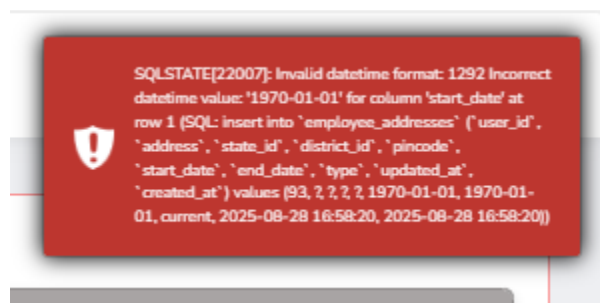 SQLSTATE[22007]: Invalid datetime format: 1292 Incorrect
datetime value: '1970-01-01' for column 'start_date' at
row 1 (SQL: insert into `employee_addresses` (`user_id`,
`address`, `state_id`, `district_id`, `pincode`,
`start_date`, `end_date`, `type`, `updated_at`,
`created_at`) values (93, ?, ?, ?, ?, 1970-01-01, 1970-01-
01, current, 2025-08-28 16:58:20, 2025-08-28 16:58:20))